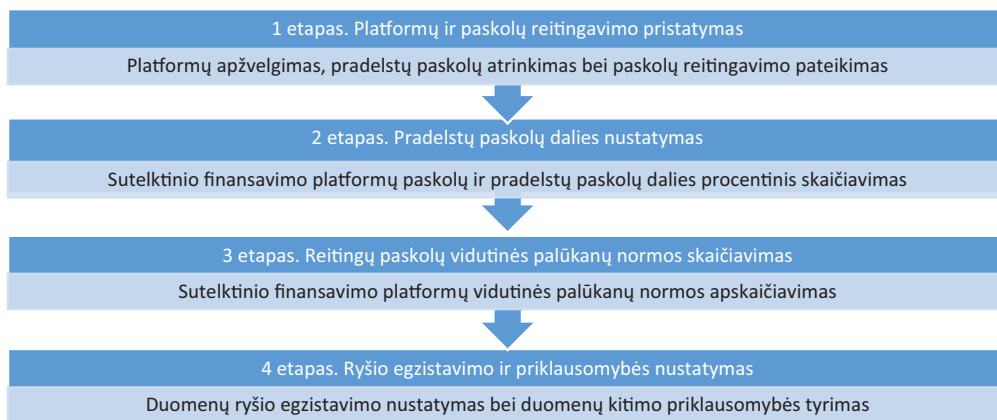 1 etapas. Platformų ir paskolų reitingavimo pristatymas
Platformų apžvelgimas, pradelstų paskolų atrinkimas bei paskolų reitingavimo pateikimas
2 etapas. Pradelstų paskolų dalies nustatymas
Sutelktinio finansavimo platformų paskolų ir pradelstų paskolų dalies procentinis skaičiavimas
3 etapas. Reitingų paskolų vidutinės palūkanų normos skaičiavimas
Sutelktinio finansavimo platformų vidutinės palūkanų normos apskaičiavimas
4 etapas. Ryšio egzistavimo ir priklausomybės nustatymas
Duomenų ryšio egzistavimo nustatymas bei duomenų kitimo priklausomybės tyrimas